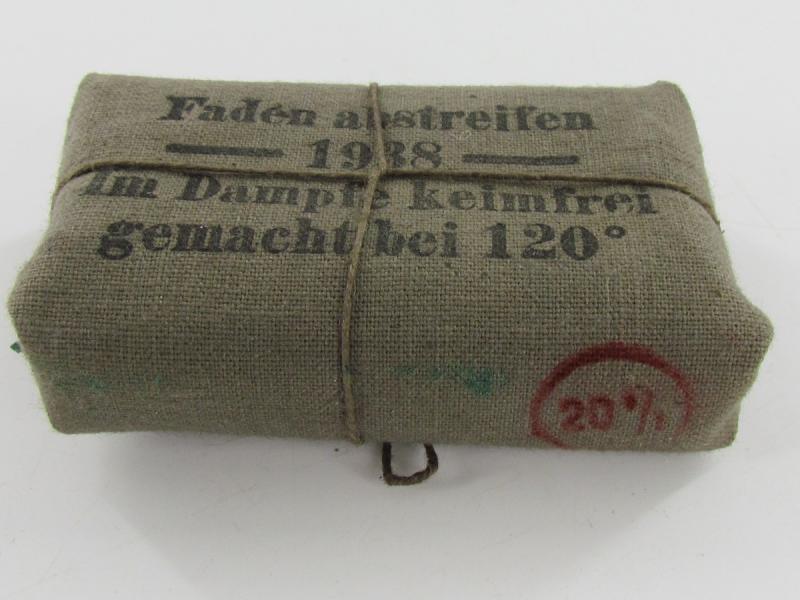 Faden abstreifen
1938
Im Dampfe keimfrei
gemacht bei 120°
20